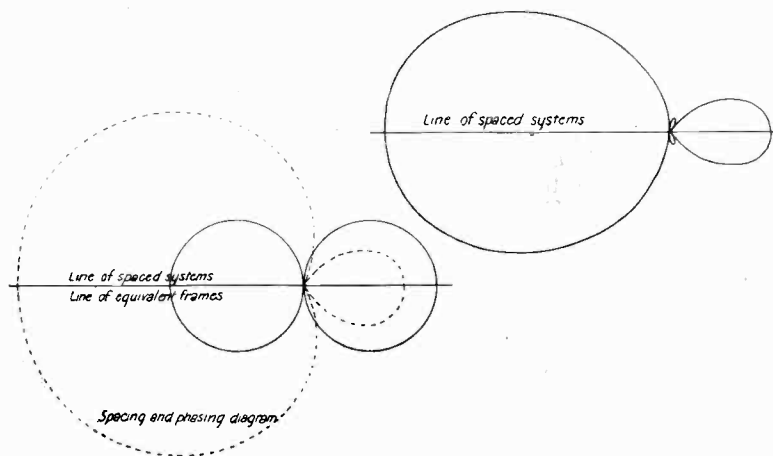 Line of spaced systems
Line of spaced systems
Line of equivalent frames
Spacing and phasing diagram